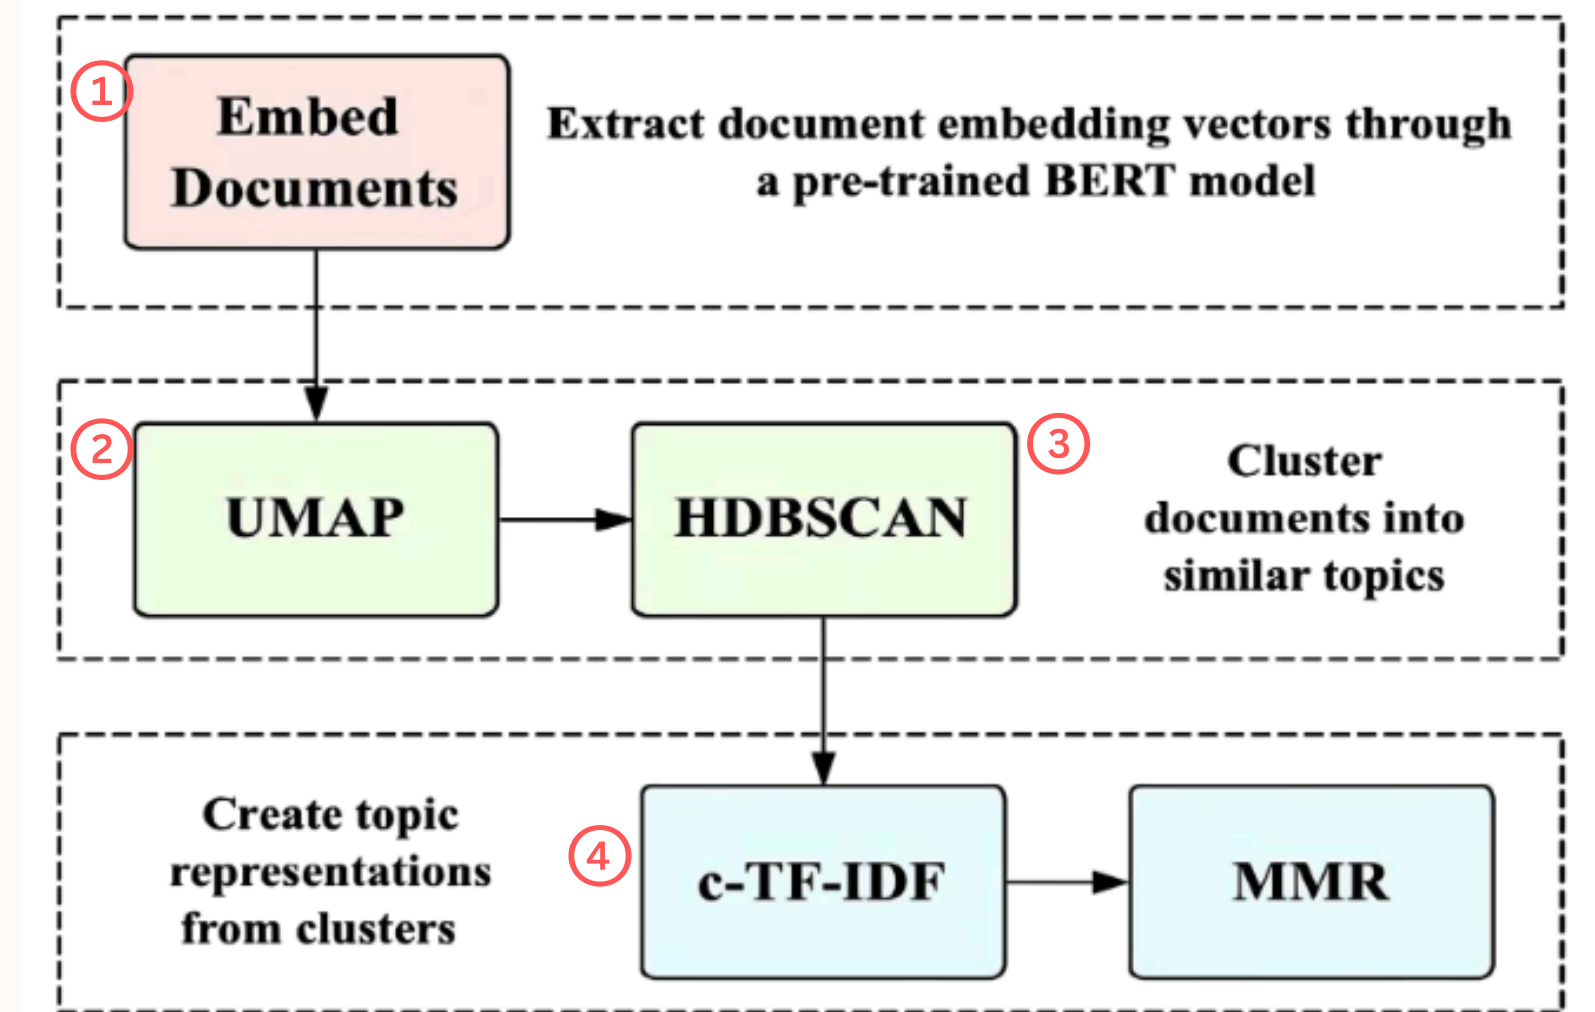 1
Embed
Documents
Extract document embedding vectors through
a pre-trained BERT model
2
UMAP
HDBSCAN
3
Cluster
documents into
similar topics
Create topic
representations
from clusters
4
c-TF-IDF
MMR